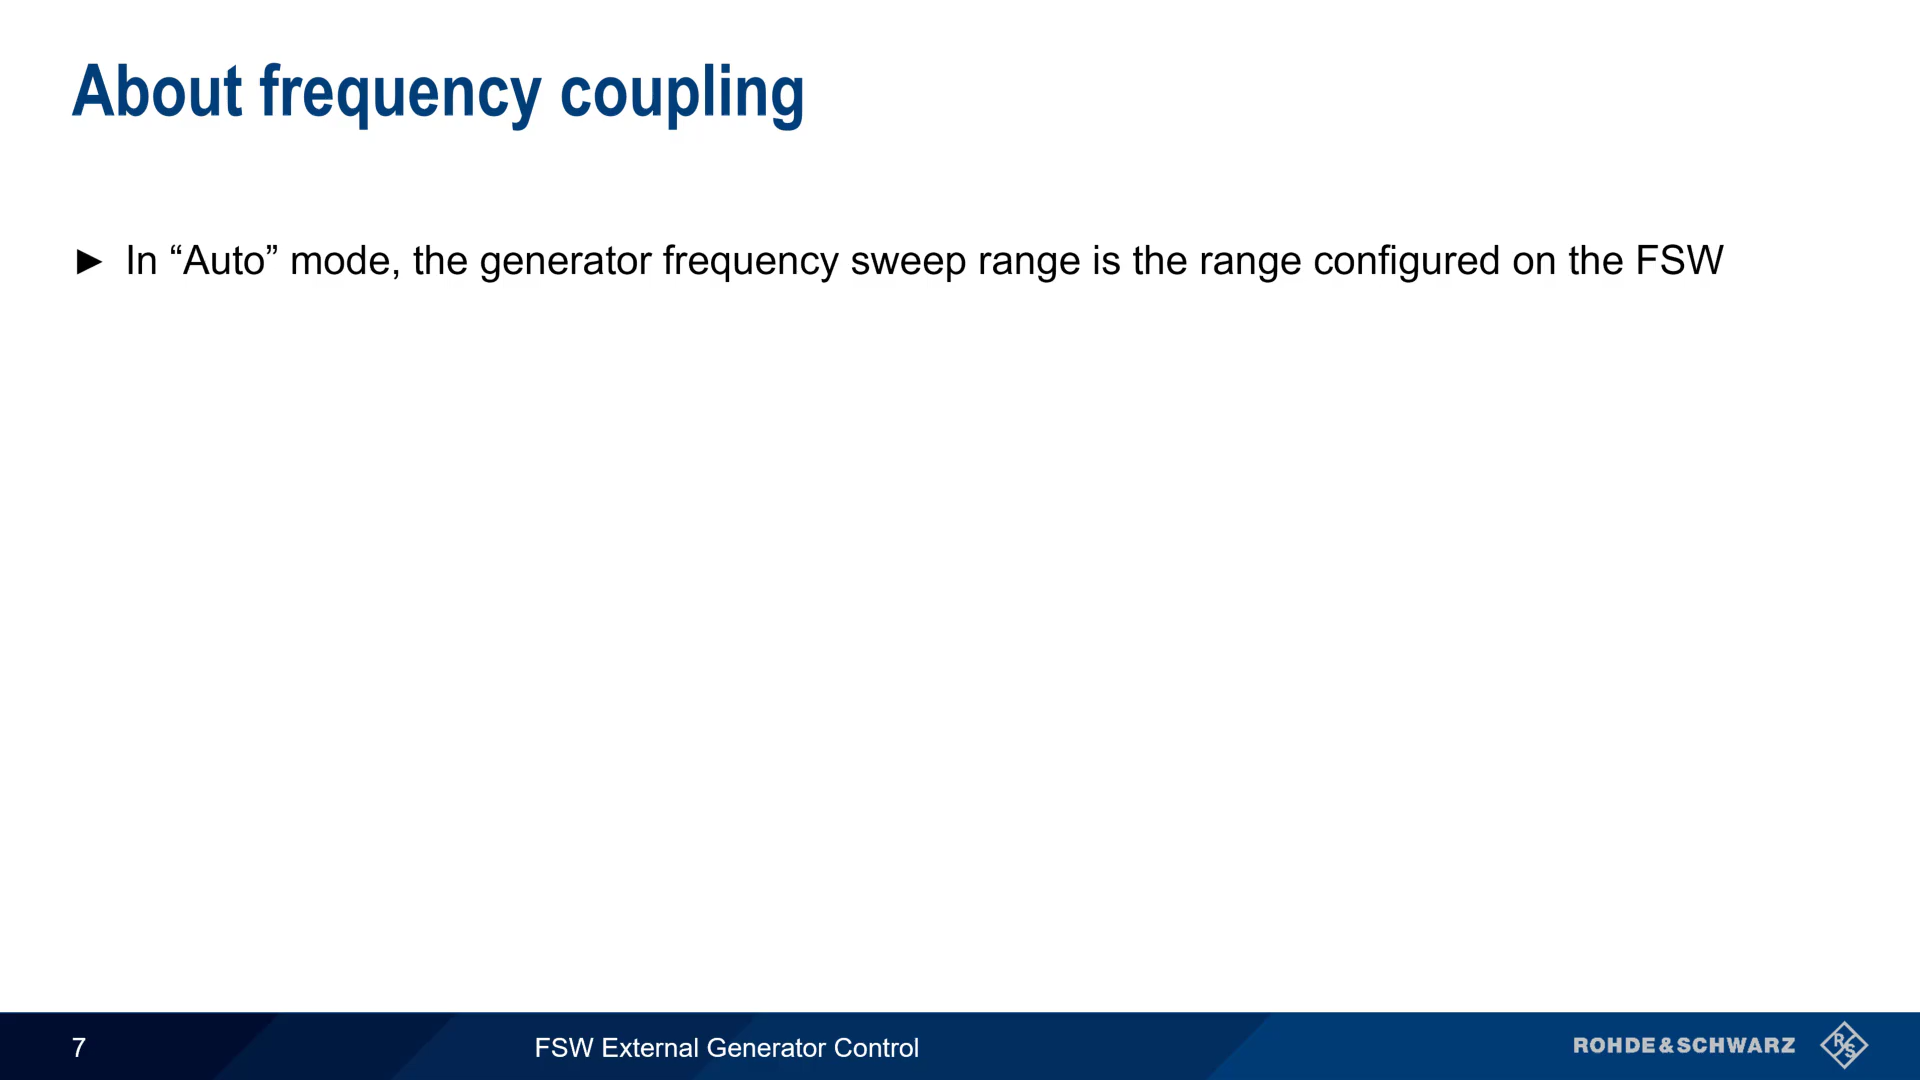 About frequency coupling
► In “Auto” mode, the generator frequency sweep range is the range configured on the FSW
7
FSW External Generator Control
ROHDE&SCHWARZ
R S